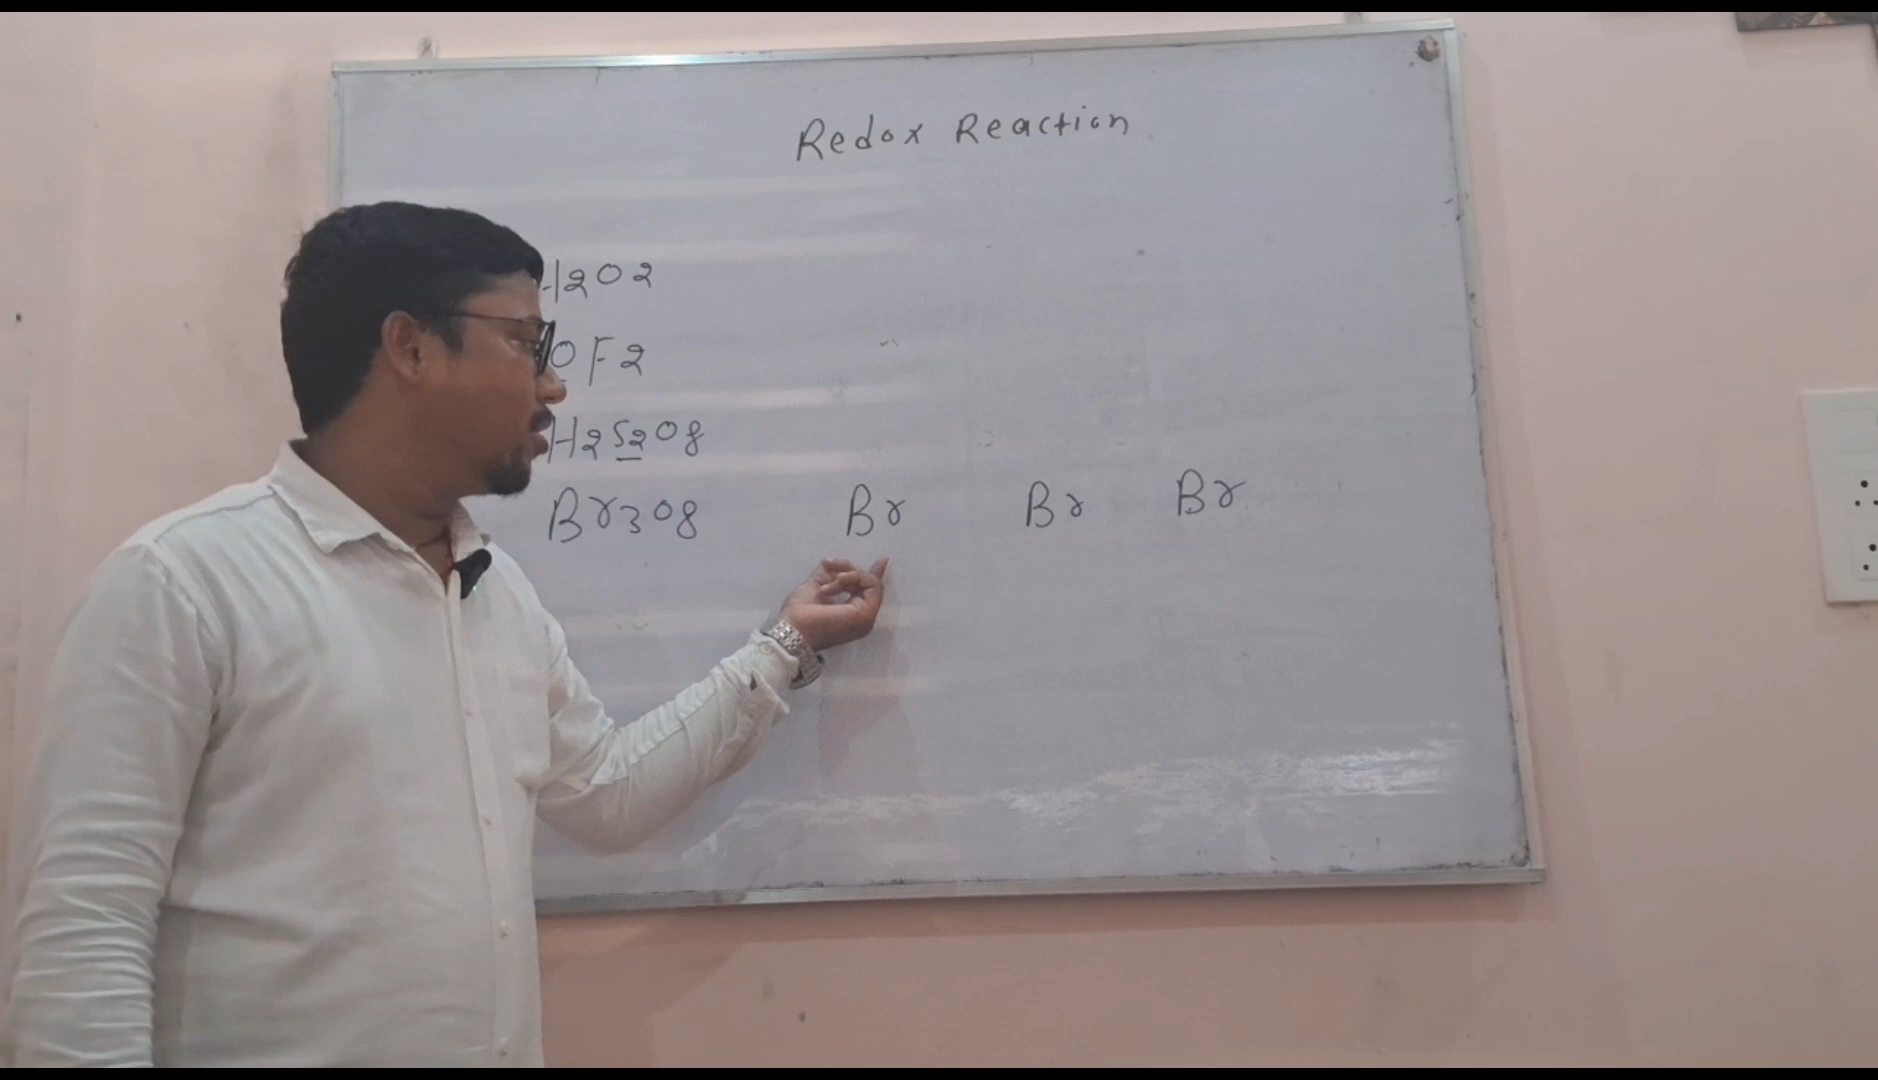 Redox Reaction
H2O2
OF2
H2S2O8
Br3O8 Br Br Br